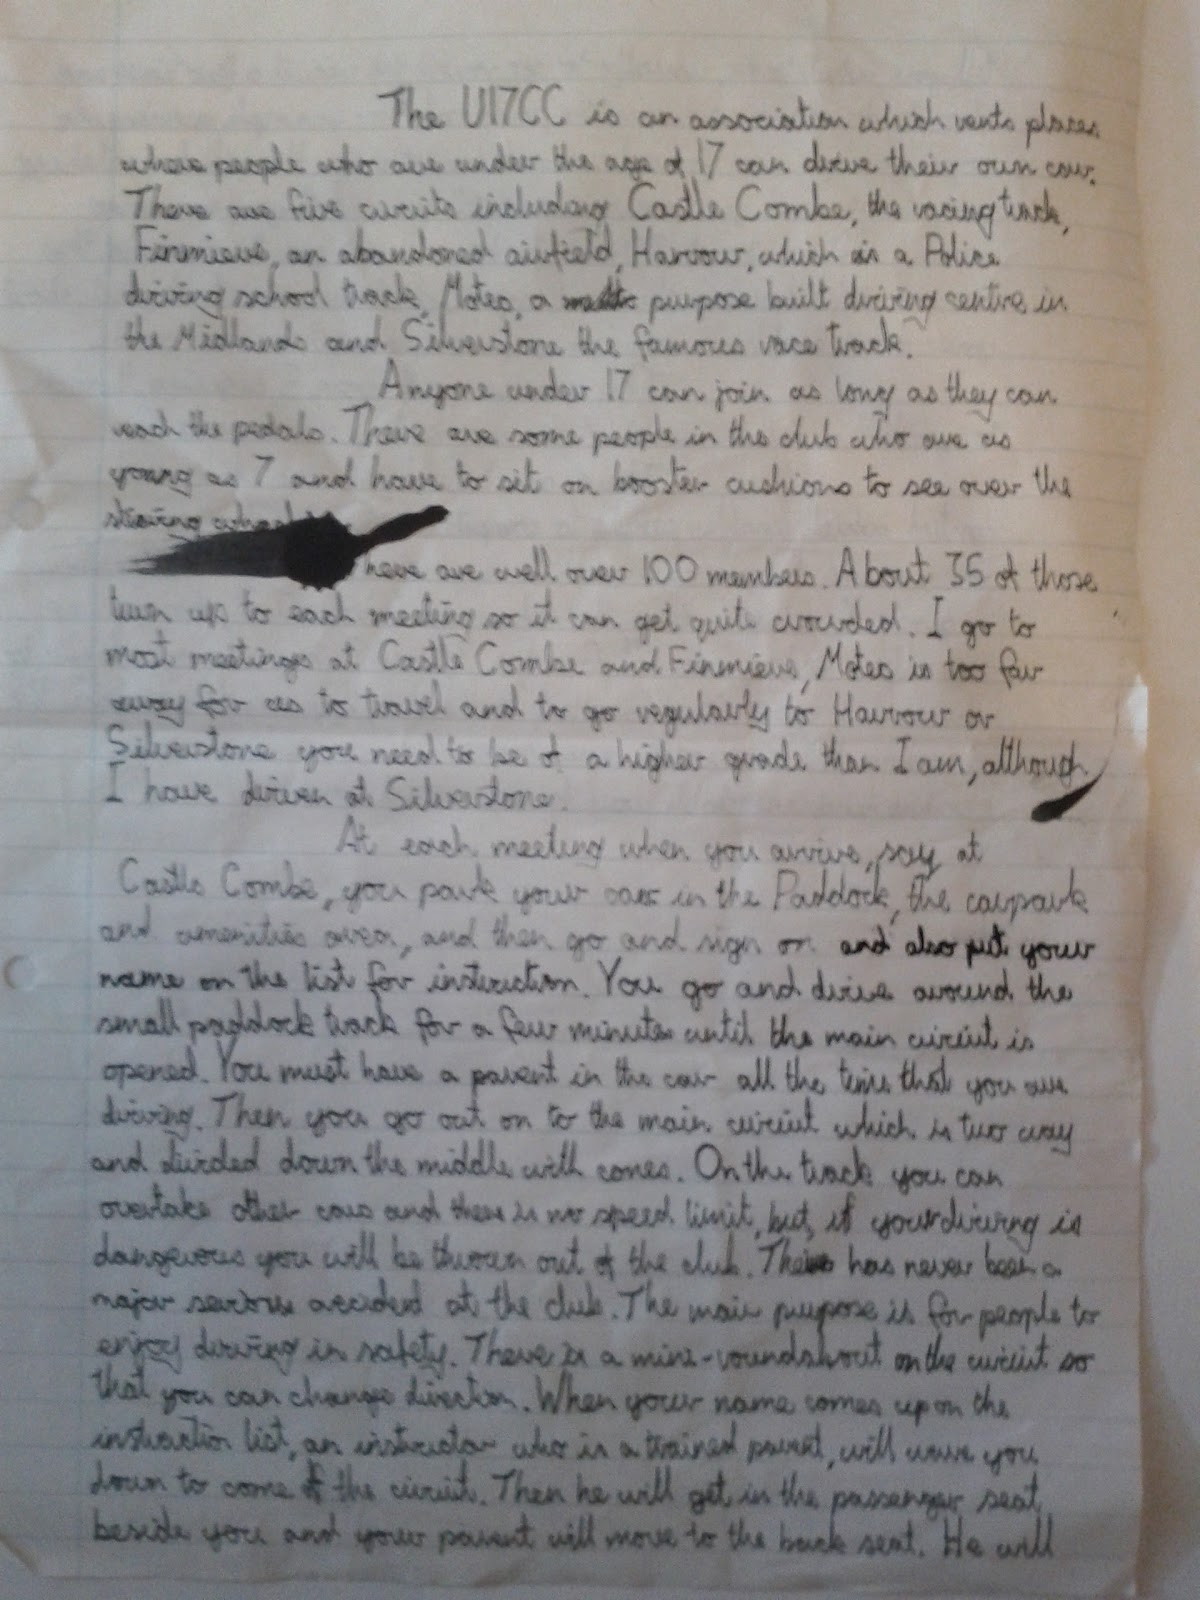 The U17CC is an association which rents places
where people who are under the age of 17 can drive their own car.
There are five circuits including Castle Combe, the racing track,
Finmiere, an abandoned airfield, Harrow, which is a Police
driving school track, Motec, a purpose built driving centre in
the Midlands and Silverstone the famous race track.
Anyone under 17 can join as long as they can
reach the pedals. There are some people in the club who are as
young as 7 and have to sit on booster cushions to see over the
stearing wheel
There are well over 100 members. About 35 of those
turn up to each meeting so it can get quite crowded. I go to
most meetings at Castle Combe and Finmiere, Motec is too far
away for us to travel and to go regularly to Harrow or
Silverstone you need to be of a higher grade than I am, although
I have driven at Silverstone.
At each meeting when you arrive, say at
Castle Combe, you park your car in the Paddock, the carpark
and amenities area, and then go and sign on and also put your
name on the list for instruction. You go and drive around the
small paddock track for a few minutes until the main circuit is
opened. You must have a parent in the car all the time that you are
driving. Then you go out on to the main circuit which is two way
and divided down the middle with cones. On the track you can
overtake other cars and there is no speed limit, but, if your driving is
dangerous you will be thrown out of the club. There has never been a
major serious accident at the club. The main purpose is for people to
enjoy driving in safety. There is a mini-roundabout on the circuit so
that you can change direction. When your name comes up on the
instruction list, an instructor who is a trained parent, will wave you
down to come off the circuit. Then he will get in the passenger seat
beside you and your parent will move to the back seat. He will